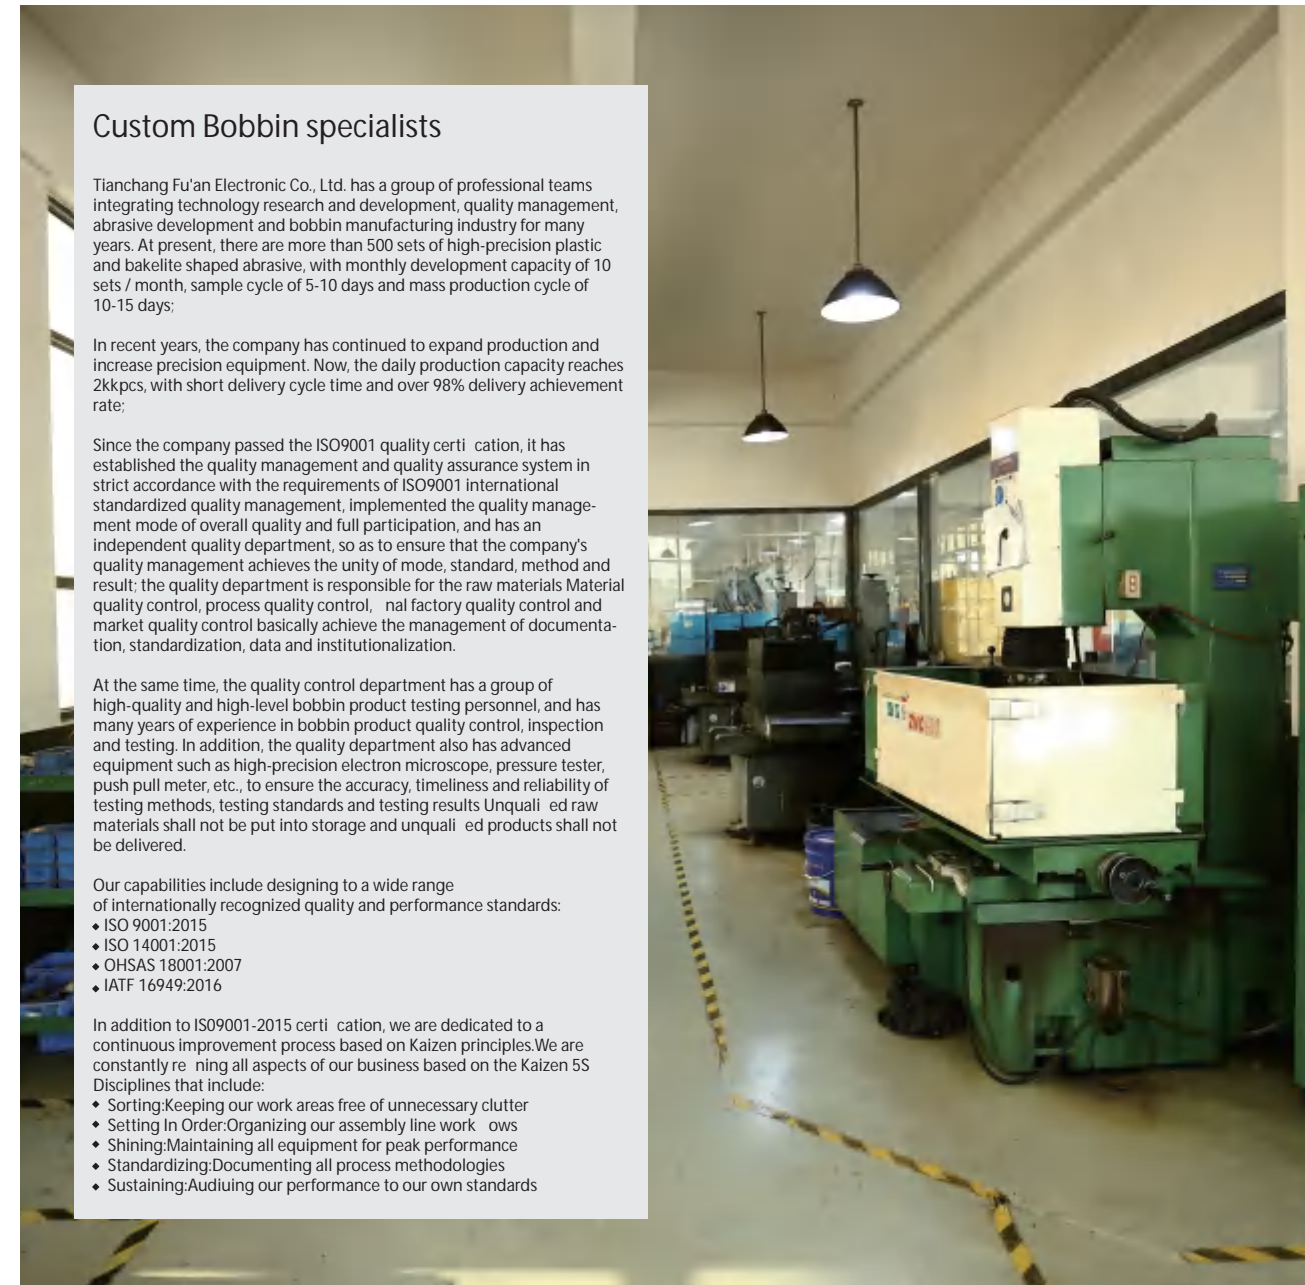 Custom Bobbin specialists
Tianchang Fu'an Electronic Co., Ltd. has a group of professional teams
integrating technology research and development, quality management,
abrasive development and bobbin manufacturing industry for many
years. At present, there are more than 500 sets of high-precision plastic
and bakelite shaped abrasive, with monthly development capacity of 10
sets / month, sample cycle of 5-10 days and mass production cycle of
10-15 days;
In recent years, the company has continued to expand production and
increase precision equipment. Now, the daily production capacity reaches
2kkpcs, with short delivery cycle time and over 98% delivery achievement
rate;
Since the company passed the ISO9001 quality certi cation, it has
established the quality management and quality assurance system in
strict accordance with the requirements of ISO9001 international
standardized quality management, implemented the quality manage-
ment mode of overall quality and full participation, and has an
independent quality department, so as to ensure that the company's
quality management achieves the unity of mode, standard, method and
result; the quality department is responsible for the raw materials Material
quality control, process quality control, nal factory quality control and
market quality control basically achieve the management of documenta-
tion, standardization, data and institutionalization.
At the same time, the quality control department has a group of
high-quality and high-level bobbin product testing personnel, and has
many years of experience in bobbin product quality control, inspection
and testing. In addition, the quality department also has advanced
equipment such as high-precision electron microscope, pressure tester,
push pull meter, etc., to ensure the accuracy, timeliness and reliability of
testing methods, testing standards and testing results Unquali ed raw
materials shall not be put into storage and unquali ed products shall not
be delivered.
Our capabilities include designing to a wide range
of internationally recognized quality and performance standards:
◆ ISO 9001:2015
◆ ISO 14001:2015
◆ OHSAS 18001:2007
◆ IATF 16949:2016
In addition to IS09001-2015 certi cation, we are dedicated to a
continuous improvement process based on Kaizen principles.We are
constantly re ning all aspects of our business based on the Kaizen 5S
Disciplines that include:
◆ Sorting:Keeping our work areas free of unnecessary clutter
◆ Setting In Order:Organizing our assembly line work ows
◆ Shining:Maintaining all equipment for peak performance
◆ Standardizing:Documenting all process methodologies
◆ Sustaining:Audiuing our performance to our own standards